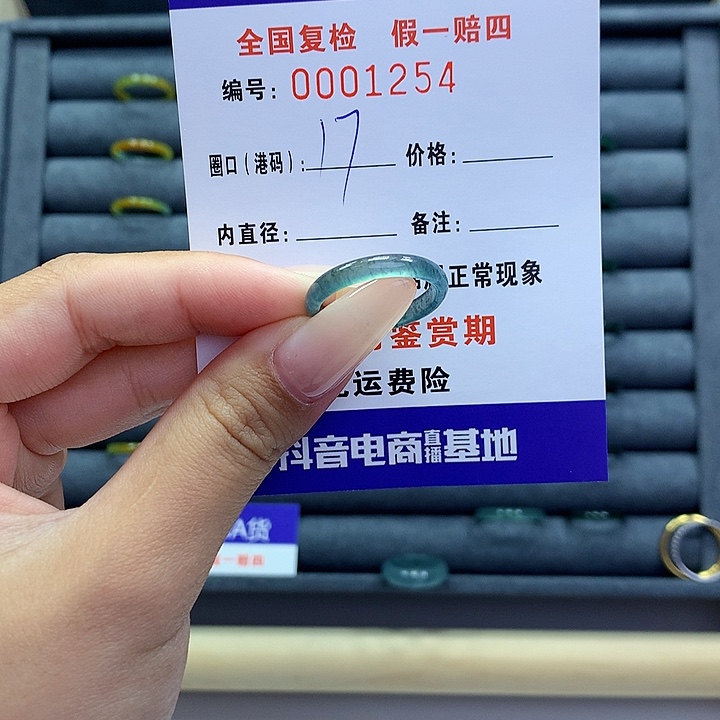 全国复检 假一赔四
编号: 0001254
圈口(港码): 17 价格:
内直径: 备注:
正常现象
鉴赏期
运费险
抖音电商直播基地
A货